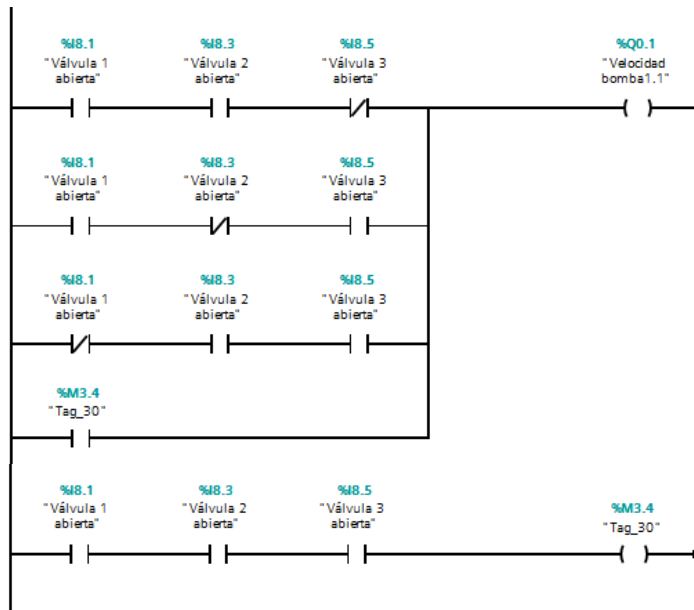 %I8.1 %I8.3 %I8.5 %Q0.1
"Válvula 1 "Válvula 2 "Válvula 3 "Velocidad
abierta" abierta" abierta" bomba1.1"
%I8.1 %I8.3 %I8.5
"Válvula 1 "Válvula 2 "Válvula 3
abierta" abierta" abierta"
%I8.1 %I8.3 %I8.5
"Válvula 1 "Válvula 2 "Válvula 3
abierta" abierta" abierta"
%M3.4
"Tag_30"
%I8.1 %I8.3 %I8.5 %M3.4
"Válvula 1 "Válvula 2 "Válvula 3 "Tag_30"
abierta" abierta" abierta"